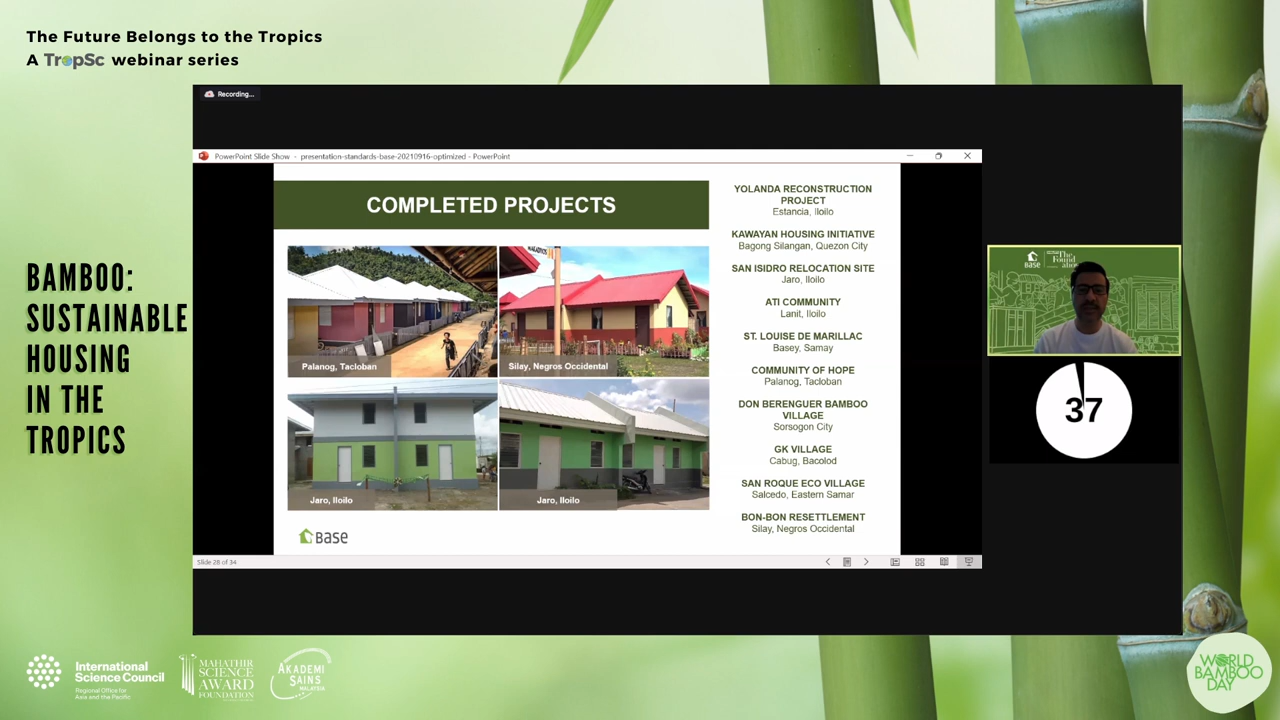 The Future Belongs to the Tropics
A TropSc webinar series
BAMBOO:
SUSTAINABLE
HOUSING
IN THE
TROPICS
Recording...
PowerPoint Slide Show - presentation-standards-base-20210916-optimized - PowerPoint
COMPLETED PROJECTS
Palanog, Tacloban
Silay, Negros Occidental
Jaro, Iloilo
Jaro, Iloilo
BASE
YOLANDA RECONSTRUCTION
PROJECT
Estancia, Iloilo
KAWAYAN HOUSING INITIATIVE
Bagong Silangan, Quezon City
SAN ISIDRO RELOCATION SITE
Jaro, Iloilo
ATI COMMUNITY
Lanit, Iloilo
ST. LOUISE DE MARILLAC
Basey, Samay
COMMUNITY OF HOPE
Palanog, Tacloban
DON BERENGUER BAMBOO
VILLAGE
Sorsogon City
GK VILLAGE
Cabug, Bacolod
SAN ROQUE ECO VILLAGE
Salcedo, Eastern Samar
BON-BON RESETTLEMENT
Silay, Negros Occidental
Slide 28 of 34
BASE
The
Found
ation
37
International
Science Council
Regional Office for
Asia and the Pacific
MAHATHIR
SCIENCE
AWARD
FOUNDATION
AKADEMI
SAINS
MALAYSIA
WORLD
BAMBOO
DAY